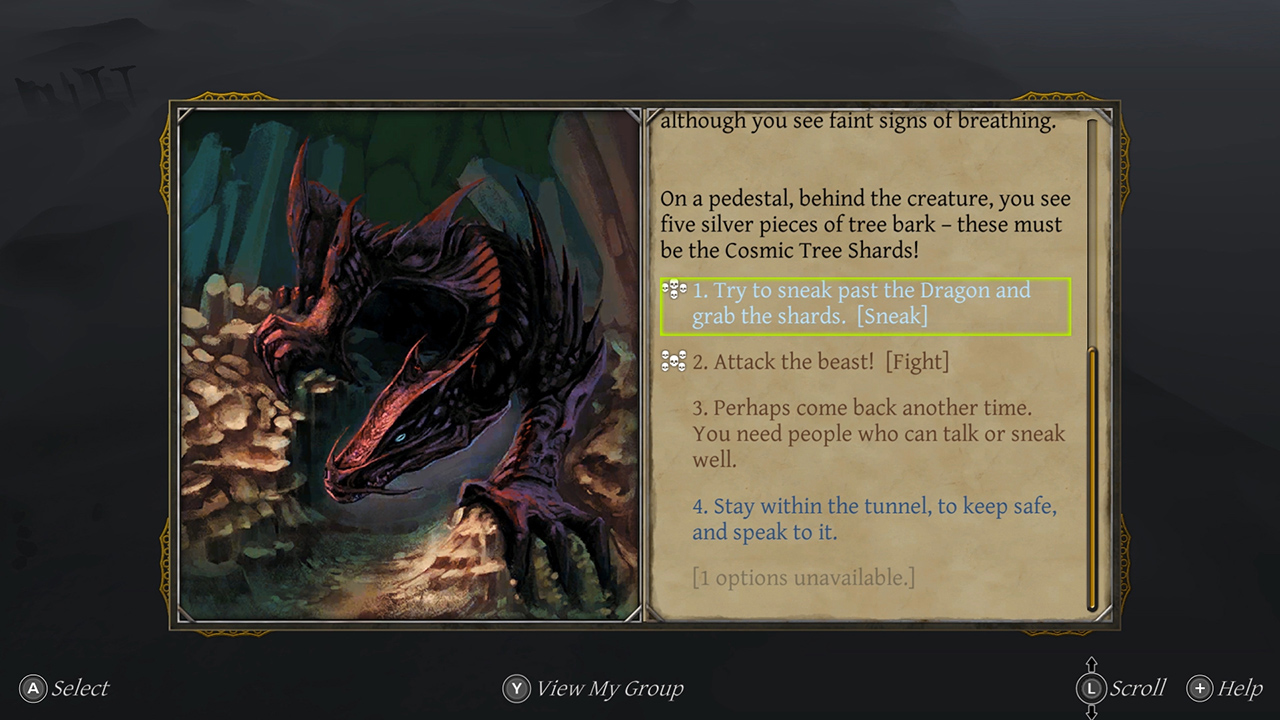 although you see faint signs of breathing.
On a pedestal, behind the creature, you see
five silver pieces of tree bark – these must
be the Cosmic Tree Shards!
1. Try to sneak past the Dragon and
grab the shards. [Sneak]
2. Attack the beast! [Fight]
3. Perhaps come back another time.
You need people who can talk or sneak
well.
4. Stay within the tunnel, to keep safe,
and speak to it.
[1 options unavailable.]
A Select
Y View My Group
L Scroll
+ Help